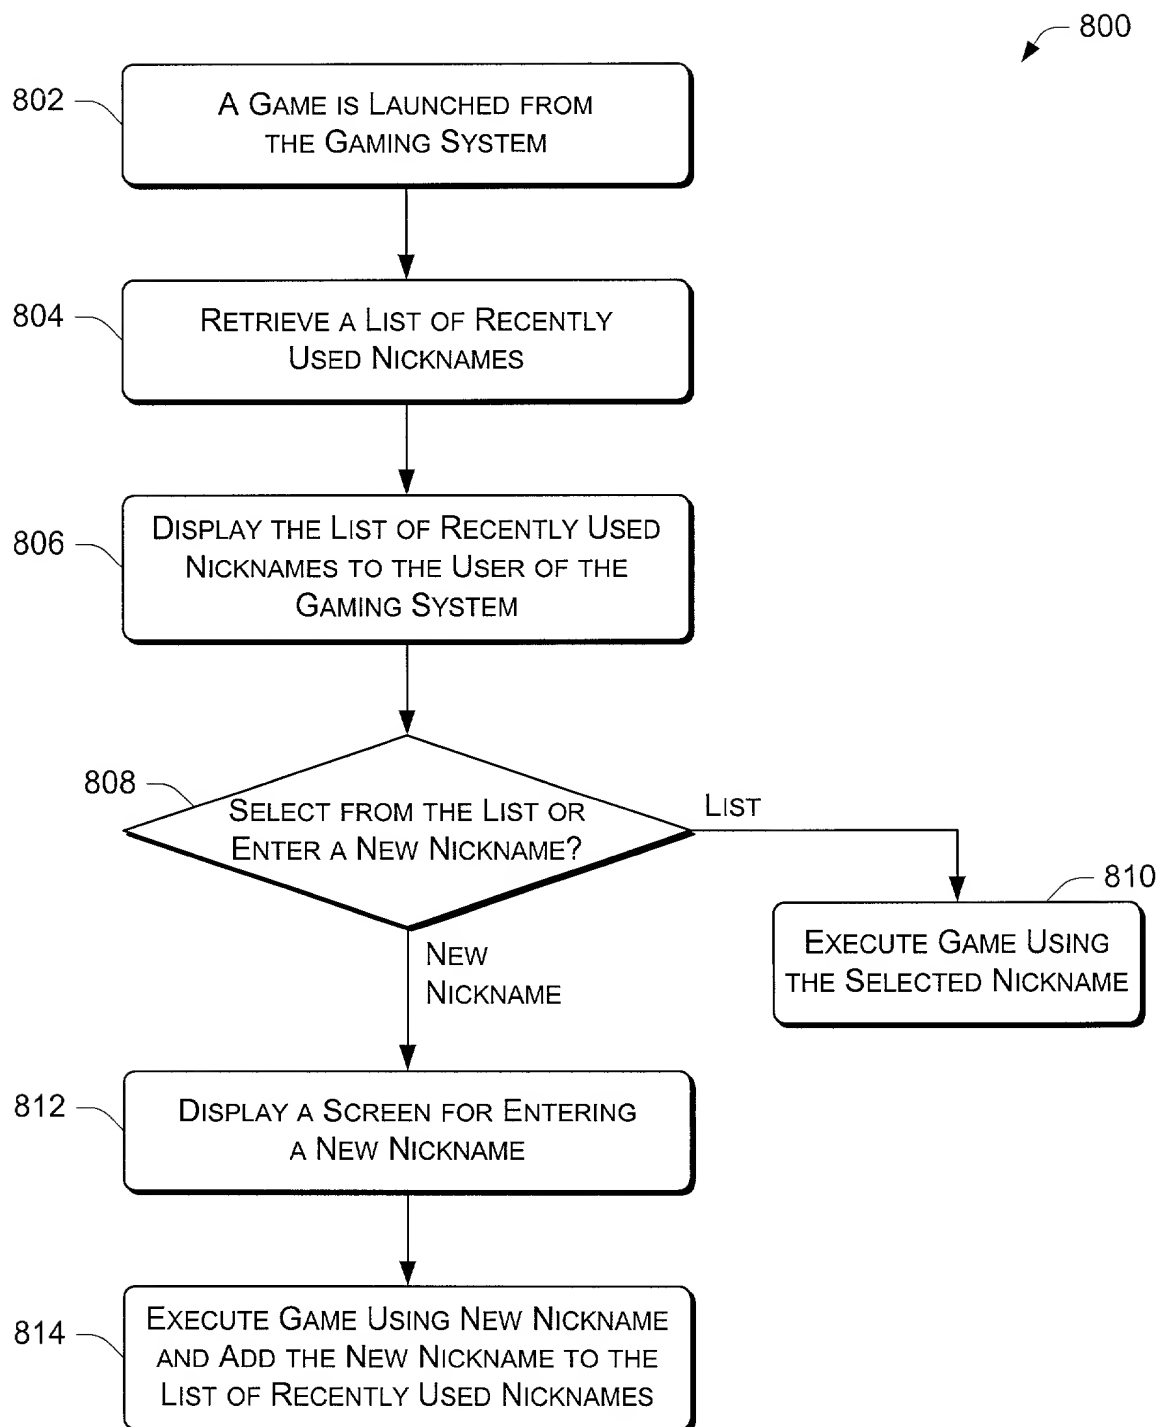 800
802
A GAME IS LAUNCHED FROM
THE GAMING SYSTEM
804
RETRIEVE A LIST OF RECENTLY
USED NICKNAMES
806
DISPLAY THE LIST OF RECENTLY USED
NICKNAMES TO THE USER OF THE
GAMING SYSTEM
808
SELECT FROM THE LIST OR
ENTER A NEW NICKNAME?
LIST
810
EXECUTE GAME USING
THE SELECTED NICKNAME
NEW
NICKNAME
812
DISPLAY A SCREEN FOR ENTERING
A NEW NICKNAME
814
EXECUTE GAME USING NEW NICKNAME
AND ADD THE NEW NICKNAME TO THE
LIST OF RECENTLY USED NICKNAMES